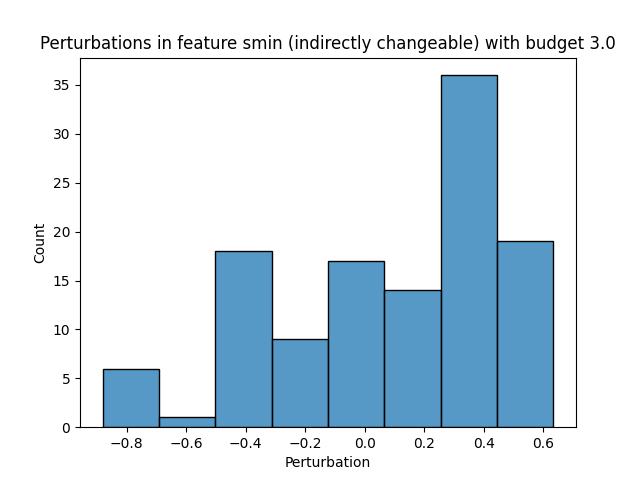 Perturbations in feature smin (indirectly changeable) with budget 3.0
35
30
25
20
15
10
5
0
Count
−0.8 −0.6 −0.4 −0.2 0.0 0.2 0.4 0.6
Perturbation